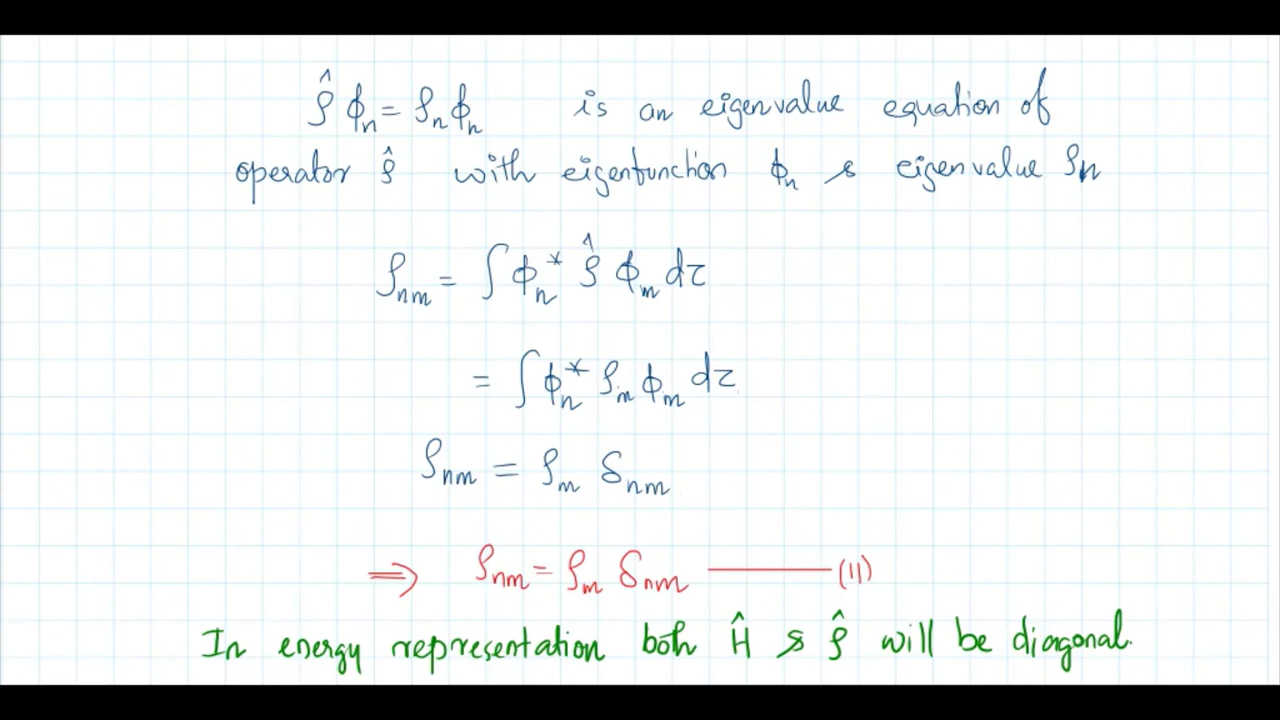 ρ̂ ϕₙ = ρₙ ϕₙ is an eigenvalue equation of
operator ρ̂ with eigenfunction ϕₙ & eigenvalue ρₙ
ρₙₘ = ∫ ϕₙ* ρ̂ ϕₘ dτ
= ∫ ϕₙ* ρₘ ϕₘ dτ
ρₙₘ = ρₘ δₙₘ
⇒ ρₙₘ = ρₘ δₙₘ —— (11)
In energy representation both Ĥ & ρ̂ will be diagonal.